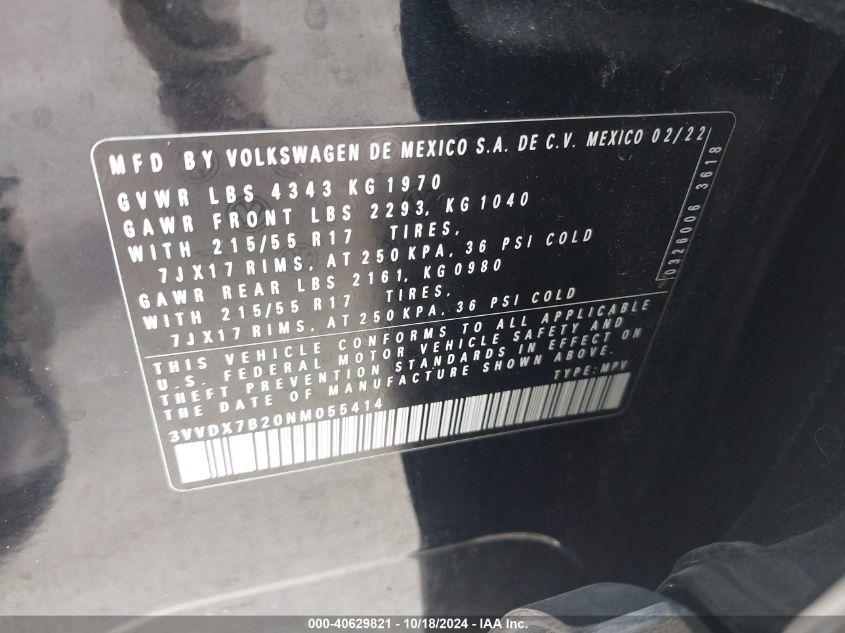 MFD BY VOLKSWAGEN DE MEXICO S.A. DE C.V. MEXICO 02/22
GVWR LBS 4343 KG 1970
GAWR FRONT LBS 2293, KG 1040
WITH 215/55 R17 TIRES,
7JX17 RIMS, AT 250 KPA, 36 PSI COLD
GAWR REAR LBS 2161, KG 0980
WITH 215/55 R17 TIRES,
7JX17 RIMS, AT 250 KPA, 36 PSI COLD
THIS VEHICLE CONFORMS TO ALL APPLICABLE
U.S. FEDERAL MOTOR VEHICLE SAFETY AND
THEFT PREVENTION STANDARDS IN EFFECT ON
THE DATE OF MANUFACTURE SHOWN ABOVE.
3VVDX7B20NM055414 TYPE: MPV
0326006 3618
000-40629821 | 10/18/2024 - IAA Inc.